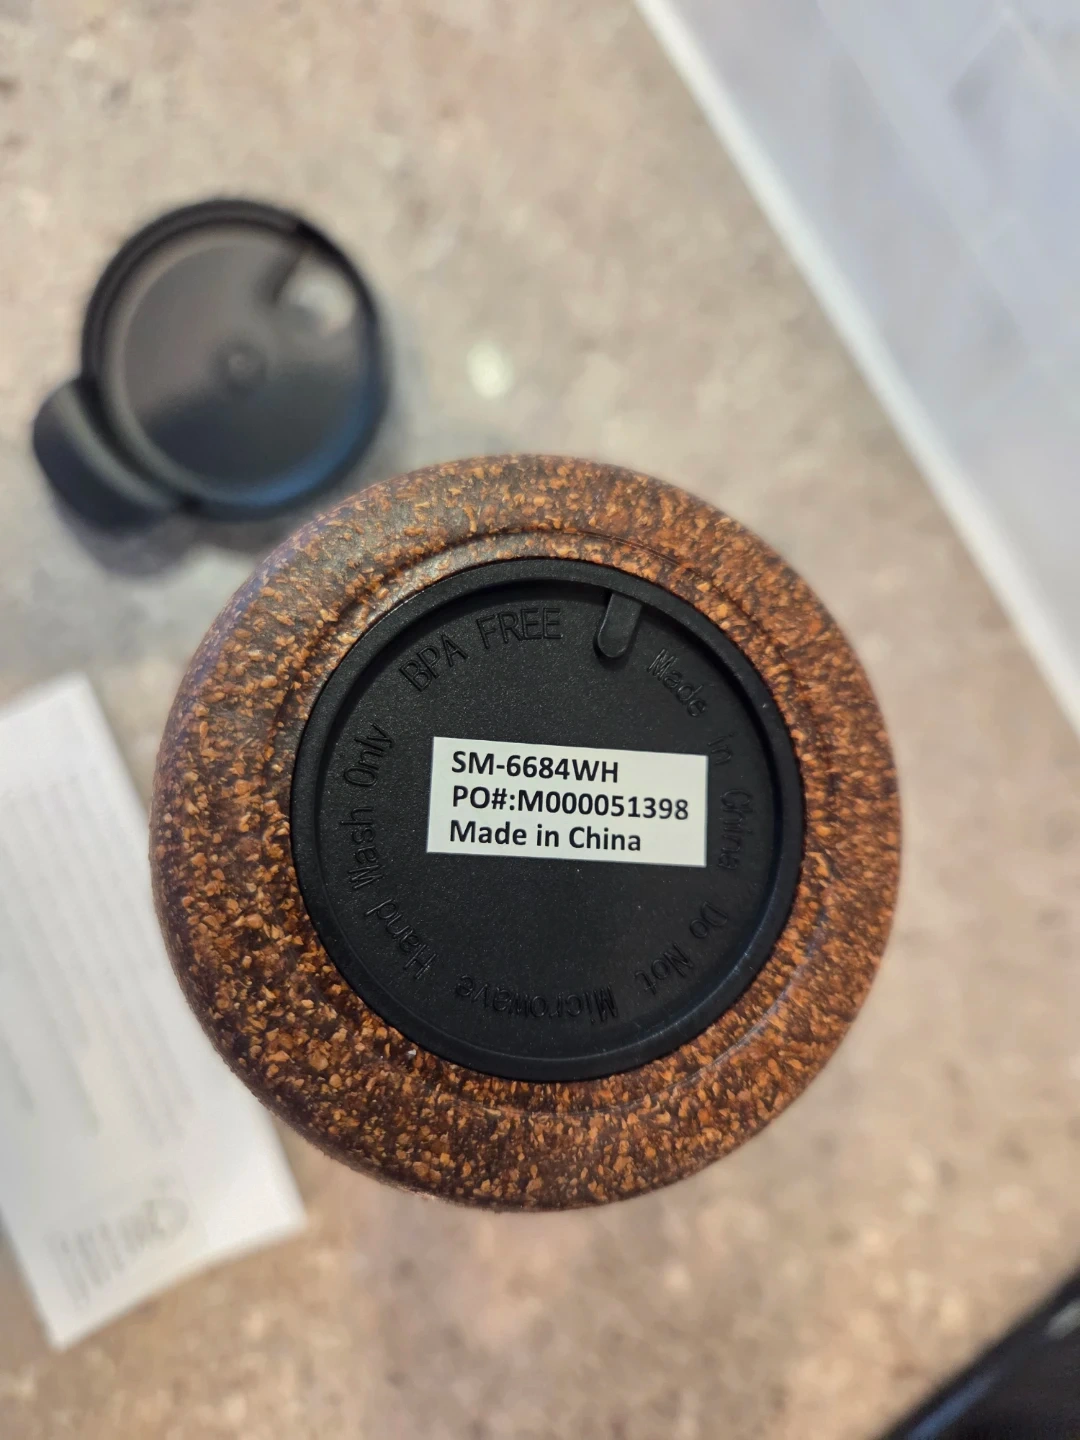 BPA FREE
Made in China
Do Not Microwave
Hand Wash Only
SM-6684WH
PO#:M000051398
Made in China